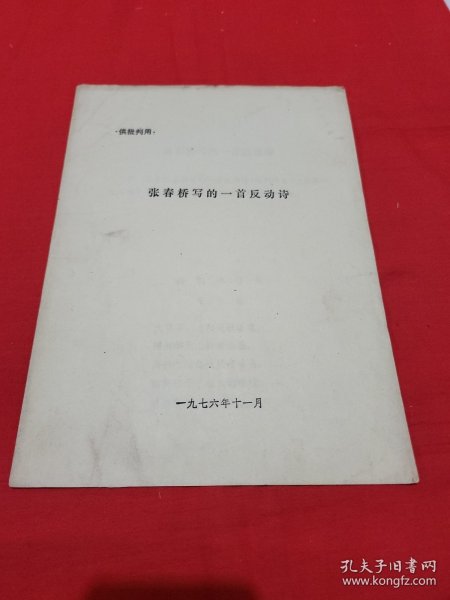 ·供批判用·
张春桥写的一首反动诗
一九七六年十一月
孔夫子旧书网
www.kongfz.com